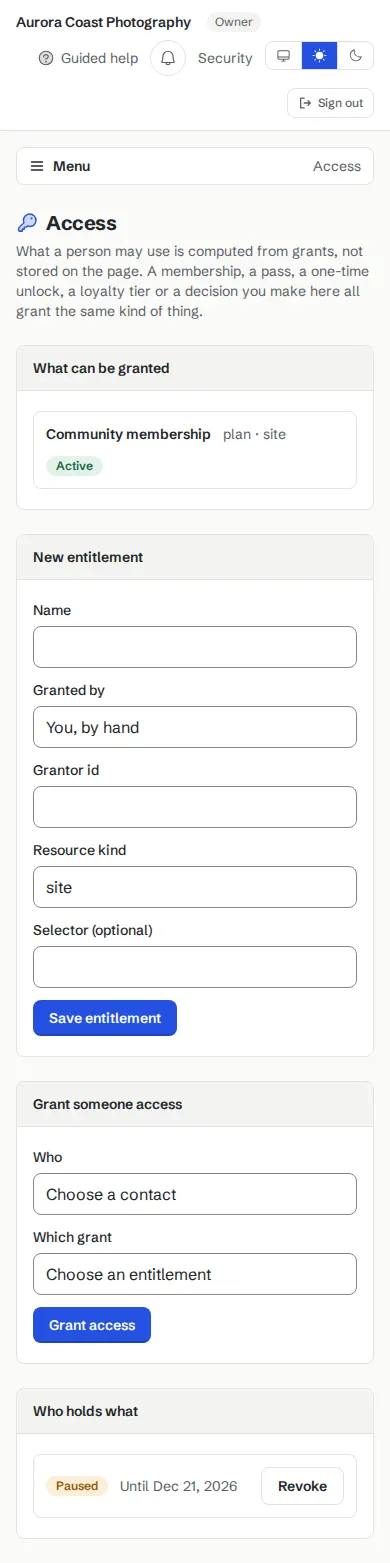 Aurora Coast Photography Owner
Guided help Security
Sign out
Menu Access
Access
What a person may use is computed from grants, not
stored on the page. A membership, a pass, a one-time
unlock, a loyalty tier or a decision you make here all
grant the same kind of thing.
What can be granted
Community membership plan · site
Active
New entitlement
Name
Granted by
You, by hand
Grantor id
Resource kind
site
Selector (optional)
Save entitlement
Grant someone access
Who
Choose a contact
Which grant
Choose an entitlement
Grant access
Who holds what
Paused Until Dec 21, 2026 Revoke